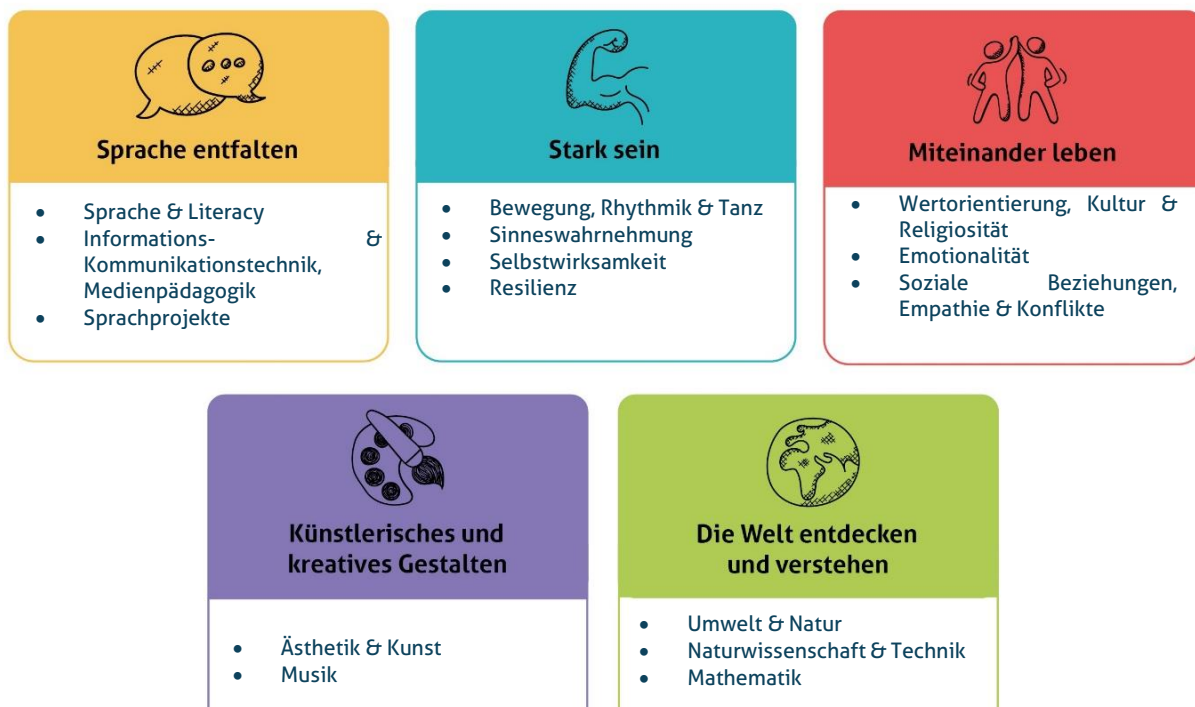 Sprache entfalten
• Sprache & Literacy
• Informations- &
Kommunikationstechnik,
Medienpädagogik
• Sprachprojekte
Stark sein
• Bewegung, Rhythmik & Tanz
• Sinneswahrnehmung
• Selbstwirksamkeit
• Resilienz
Miteinander leben
• Wertorientierung, Kultur &
Religiosität
• Emotionalität
• Soziale Beziehungen,
Empathie & Konflikte
Künstlerisches und
kreatives Gestalten
• Ästhetik & Kunst
• Musik
Die Welt entdecken
und verstehen
• Umwelt & Natur
• Naturwissenschaft & Technik
• Mathematik